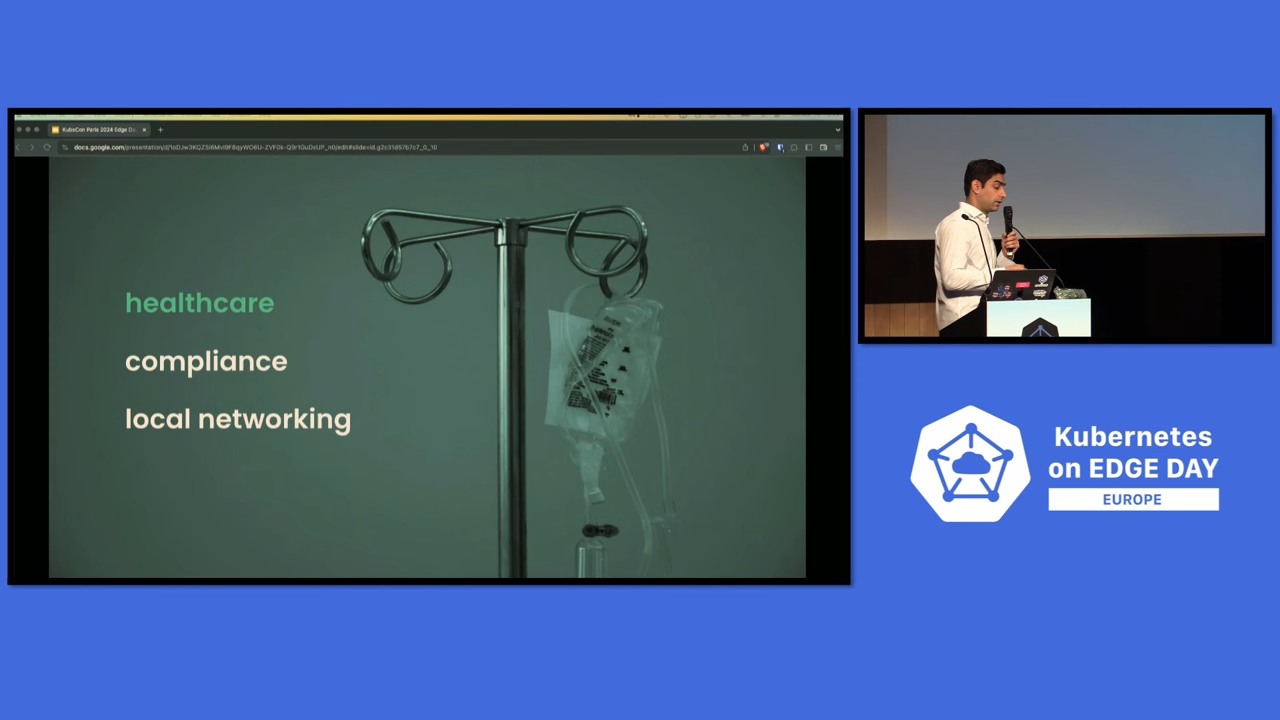 KubeCon Paris 2024 Edge Da
healthcare
compliance
local networking
Kubernetes
on EDGE DAY
EUROPE